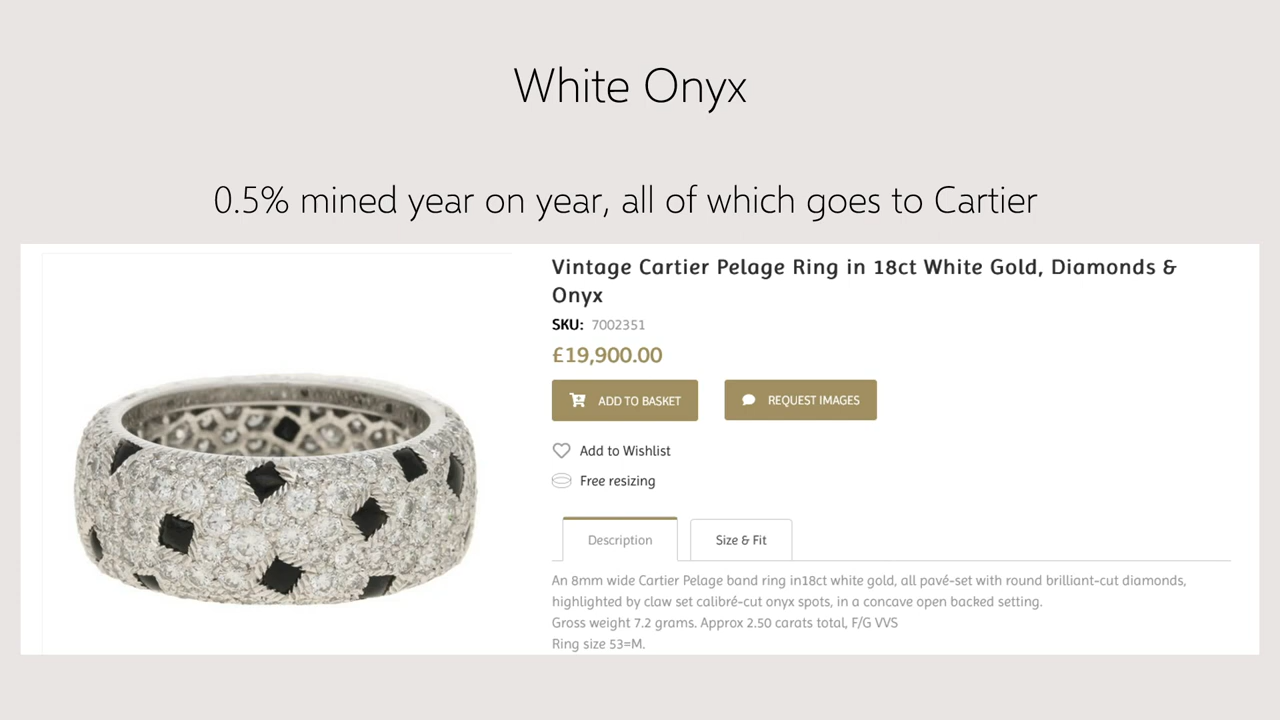 White Onyx
0.5% mined year on year, all of which goes to Cartier
Vintage Cartier Pelage Ring in 18ct White Gold, Diamonds &
Onyx
SKU: 7002351
£19,900.00
ADD TO BASKET
REQUEST IMAGES
Add to Wishlist
Free resizing
Description
Size & Fit
An 8mm wide Cartier Pelage band ring in18ct white gold, all pavé-set with round brilliant-cut diamonds,
highlighted by claw set calibré-cut onyx spots, in a concave open backed setting.
Gross weight 7.2 grams. Approx 2.50 carats total, F/G VVS
Ring size 53=M.